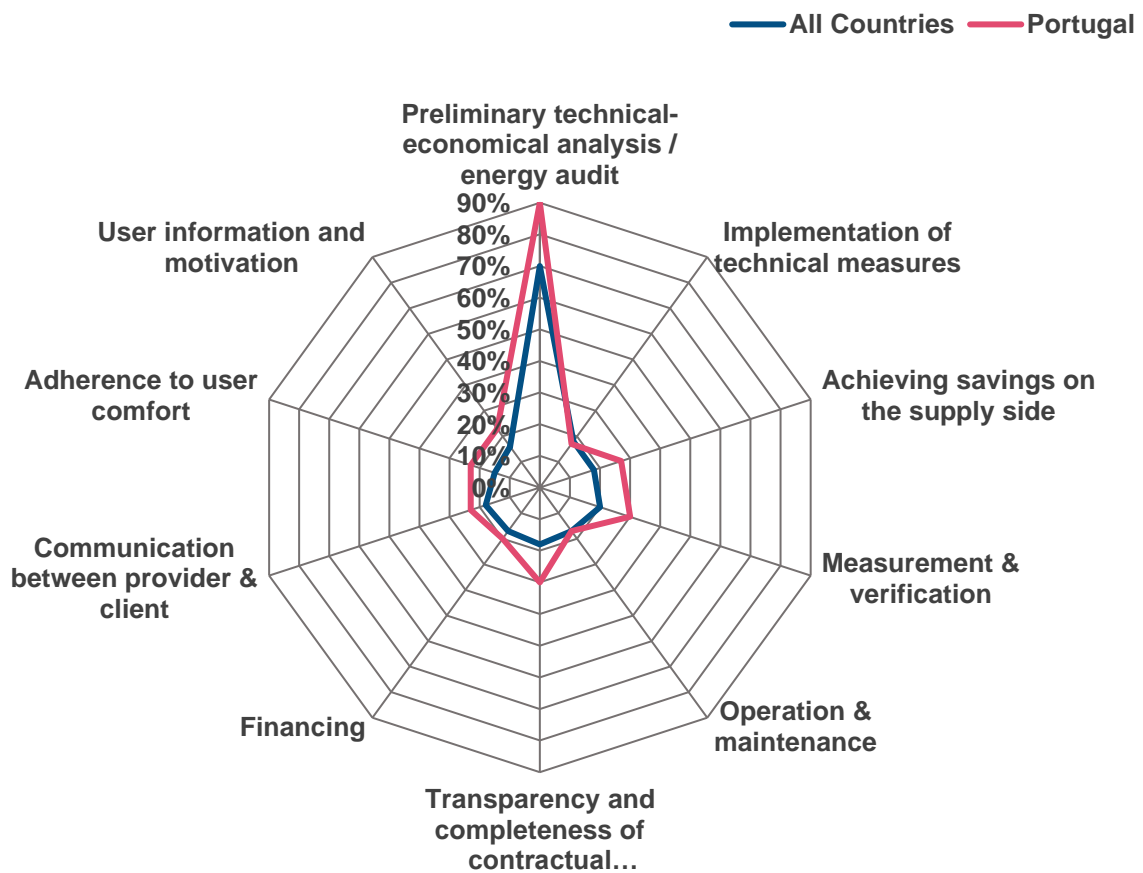 All Countries
Portugal
Preliminary technical-
economical analysis /
energy audit
90%
80%
70%
60%
50%
40%
30%
20%
10%
0%
Implementation of
technical measures
Achieving savings on
the supply side
Measurement &
verification
Operation &
maintenance
Transparency and
completeness of
contractual…
Financing
Communication
between provider &
client
Adherence to user
comfort
User information and
motivation